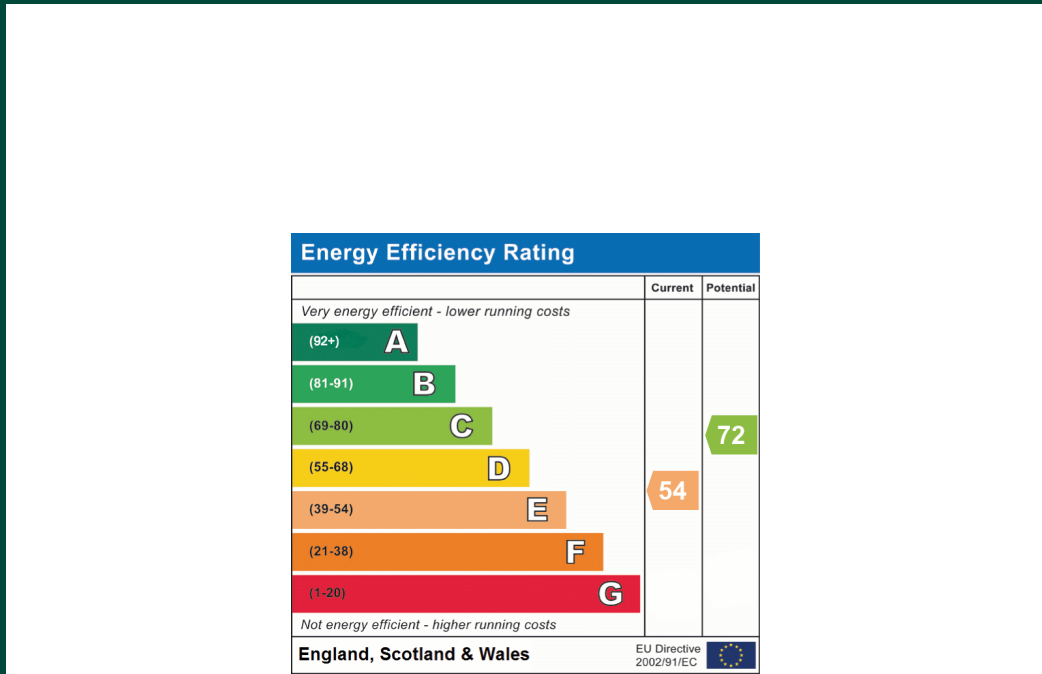 Energy Efficiency Rating
Current Potential
Very energy efficient - lower running costs
(92+) A
(81-91) B
(69-80) C
72
(55-68) D
(39-54) E
54
(21-38) F
(1-20) G
Not energy efficient - higher running costs
England, Scotland & Wales
EU Directive
2002/91/EC